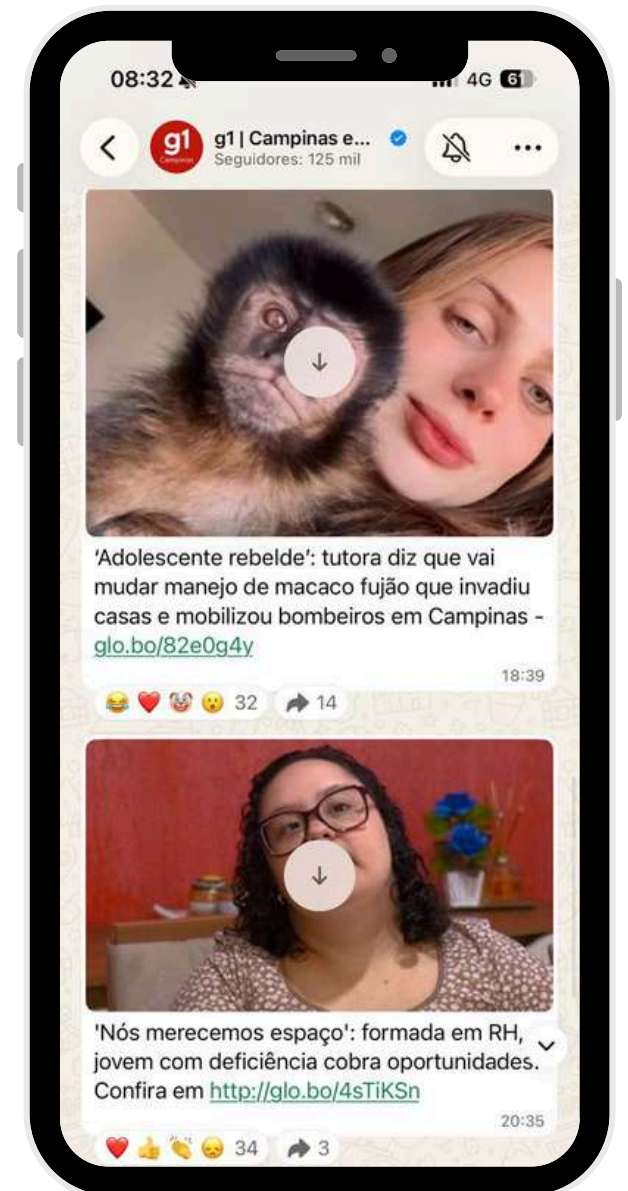 08:32
4G 61
g1
Campinas
g1 | Campinas e...
Seguidores: 125 mil
‘Adolescente rebelde’: tutora diz que vai
mudar manejo de macaco fujão que invadiu
casas e mobilizou bombeiros em Campinas -
glo.bo/82e0g4y
18:39
32
14
'Nós merecemos espaço': formada em RH,
jovem com deficiência cobra oportunidades.
Confira em http://glo.bo/4sTiKSn
20:35
34
3